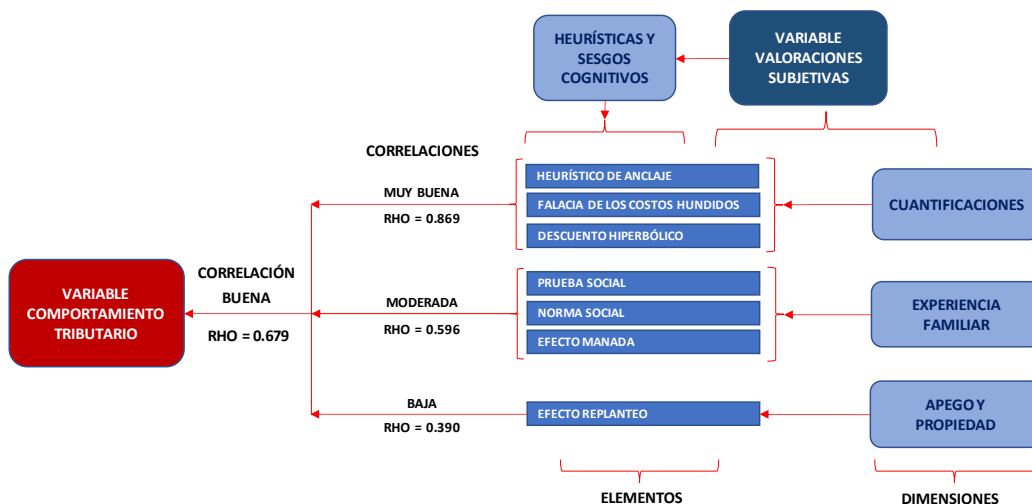 HEURÍSTICAS Y
SESGOS
COGNITIVOS
VARIABLE
VALORACIONES
SUBJETIVAS
CORRELACIONES
MUY BUENA
RHO = 0.869
HEURÍSTICO DE ANCLAJE
FALACIA DE LOS COSTOS HUNDIDOS
DESCUENTO HIPERBÓLICO
CUANTIFICACIONES
VARIABLE
COMPORTAMIENTO
TRIBUTARIO
CORRELACIÓN
BUENA
RHO = 0.679
MODERADA
RHO = 0.596
PRUEBA SOCIAL
NORMA SOCIAL
EFECTO MANADA
EXPERIENCIA
FAMILIAR
BAJA
RHO = 0.390
EFECTO REPLANTEO
APEGO Y
PROPIEDAD
ELEMENTOS
DIMENSIONES